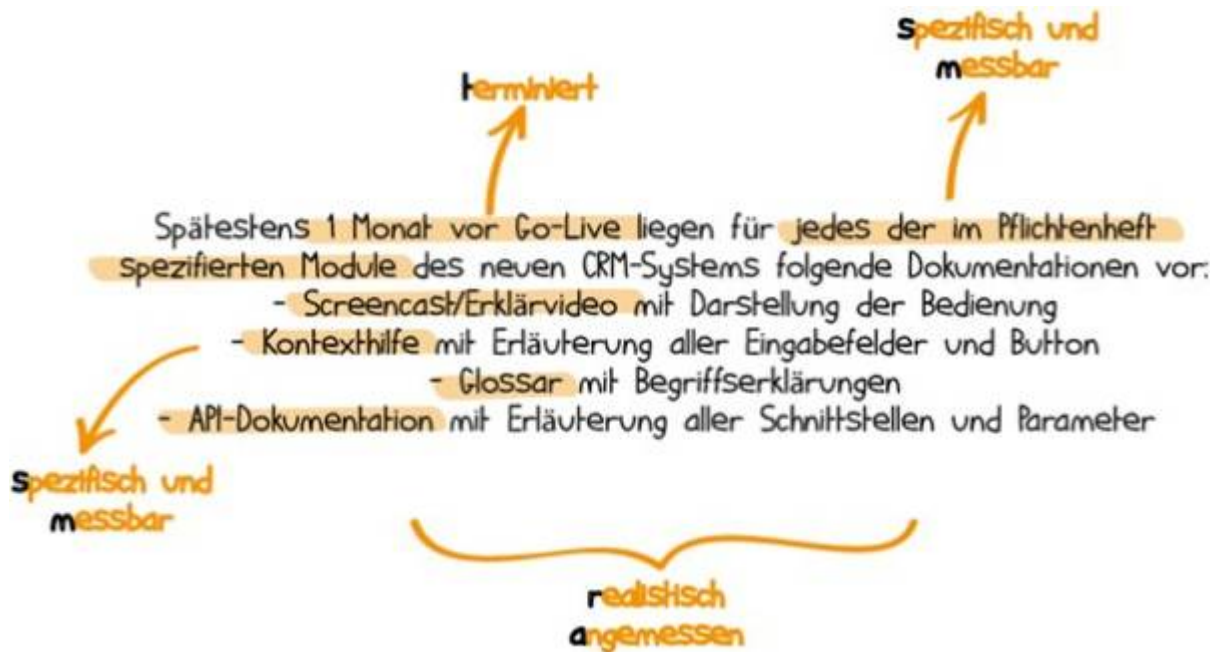 spezifisch und
messbar
terminiert
Spätestens 1 Monat vor Go-Live liegen für jedes der im Pflichtenheft
spezifierten Module des neuen CRM-Systems folgende Dokumentationen vor:
- Screencast/Erklärvideo mit Darstellung der Bedienung
- Kontexthilfe mit Erläuterung aller Eingabefelder und Button
- Glossar mit Begriffserklärungen
- API-Dokumentation mit Erläuterung aller Schnittstellen und Parameter
spezifisch und
messbar
realistisch
angemessen